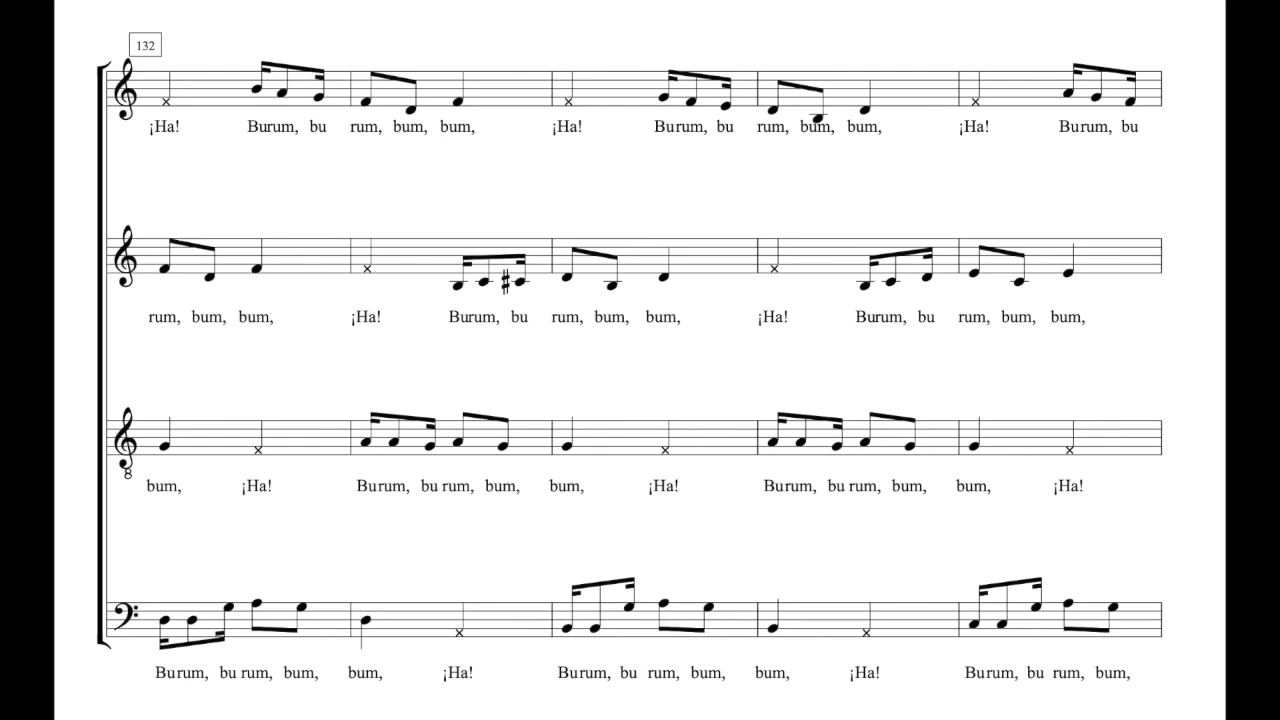 132
¡Ha! Burum, bu rum, bum, bum, ¡Ha! Burum, bu rum, bum, bum, ¡Ha! Burum, bu
rum, bum, bum, ¡Ha! Burum, bu rum, bum, bum, ¡Ha! Burum, bu rum, bum, bum,
8
bum, ¡Ha! Burum, bu rum, bum, bum, ¡Ha! Burum, bu rum, bum, bum, ¡Ha!
Burum, bu rum, bum, bum, ¡Ha! Burum, bu rum, bum, bum, ¡Ha! Burum, bu rum, bum,